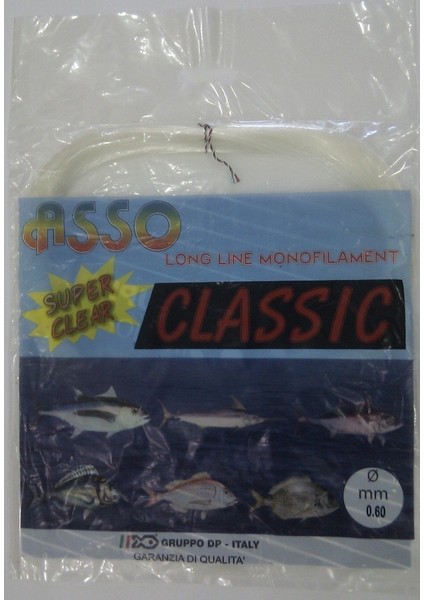 ASSO
LONG LINE MONOFILAMENT
SUPER
CLEAR
CLASSIC
Ø
mm
0.60
GRUPPO DP - ITALY
GARANZIA DI QUALITA'